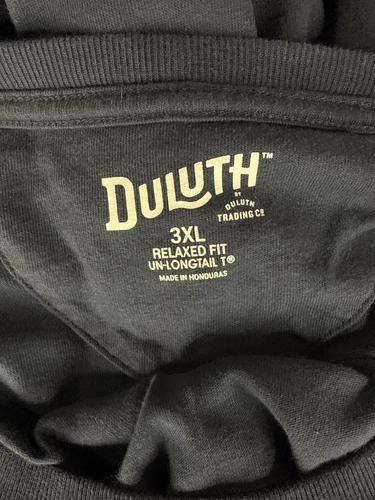 DULUTH™
BY
DULUTH
TRADING CO
3XL
RELAXED FIT
UN-LONGTAIL T®
MADE IN HONDURAS